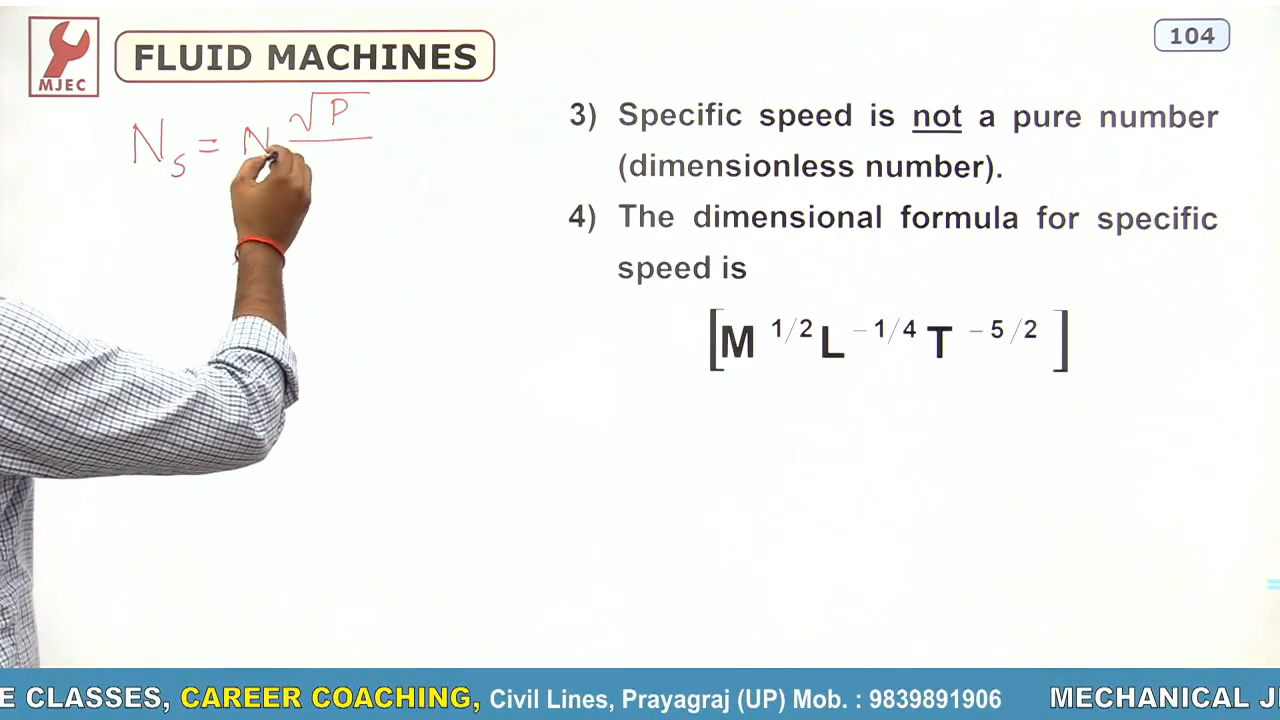 MJEC
FLUID MACHINES
104
N_s = N √P
3) Specific speed is not a pure number
(dimensionless number).
4) The dimensional formula for specific
speed is
[M 1/2 L - 1/4 T - 5/2 ]
E CLASSES, CAREER COACHING, Civil Lines, Prayagraj (UP) Mob. : 9839891906 MECHANICAL J